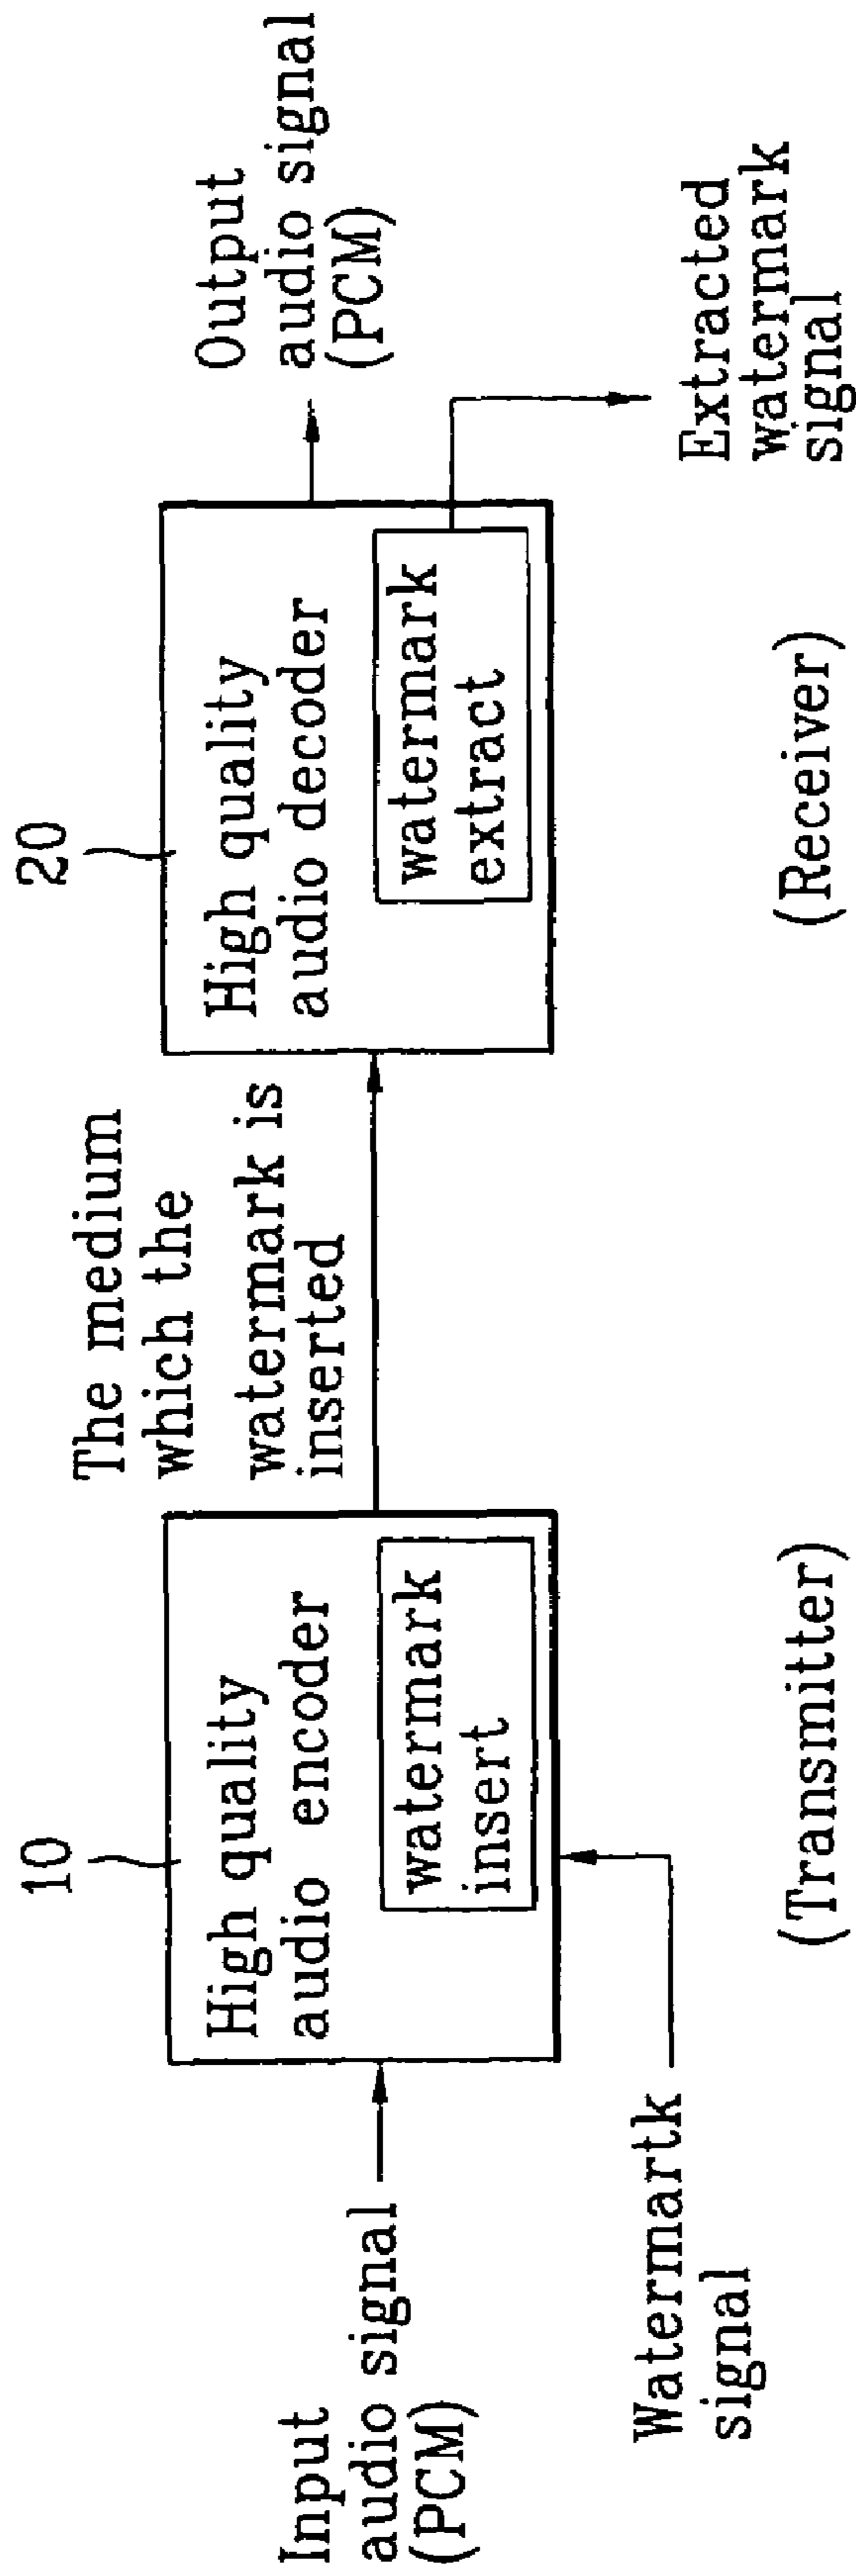 Input
audio signal
(PCM)
Watermartk
signal
10
High quality
audio encoder
watermark
insert
(Transmitter)
The medium
which the
watermark is
inserted
20
High quality
audio decoder
watermark
extract
(Receiver)
Output
audio signal
(PCM)
Extracted
watermark
signal